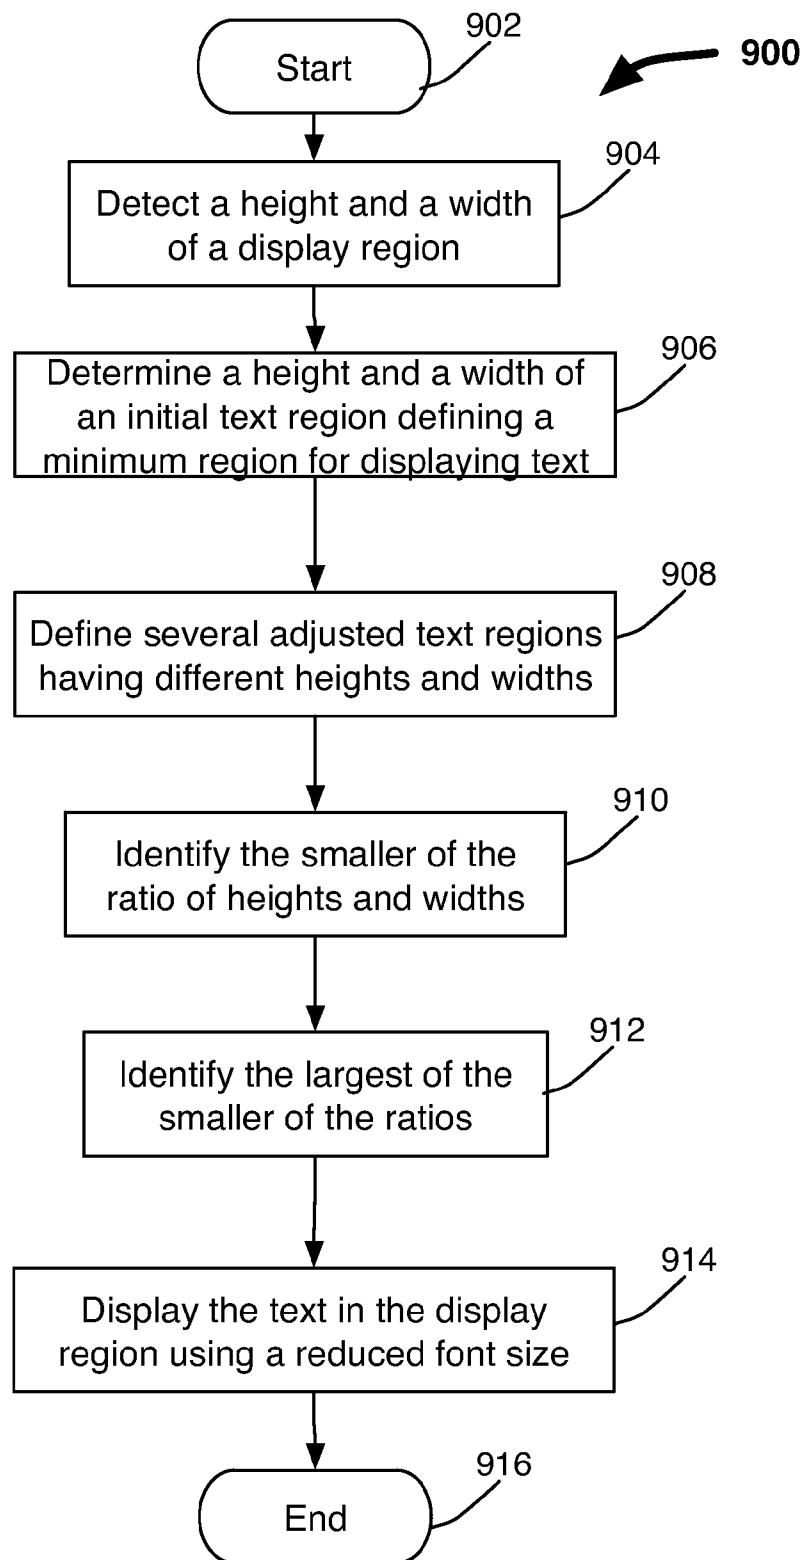 902
Start
900
904
Detect a height and a width
of a display region
906
Determine a height and a width of
an initial text region defining a
minimum region for displaying text
908
Define several adjusted text regions
having different heights and widths
910
Identify the smaller of the
ratio of heights and widths
912
Identify the largest of the
smaller of the ratios
914
Display the text in the display
region using a reduced font size
916
End